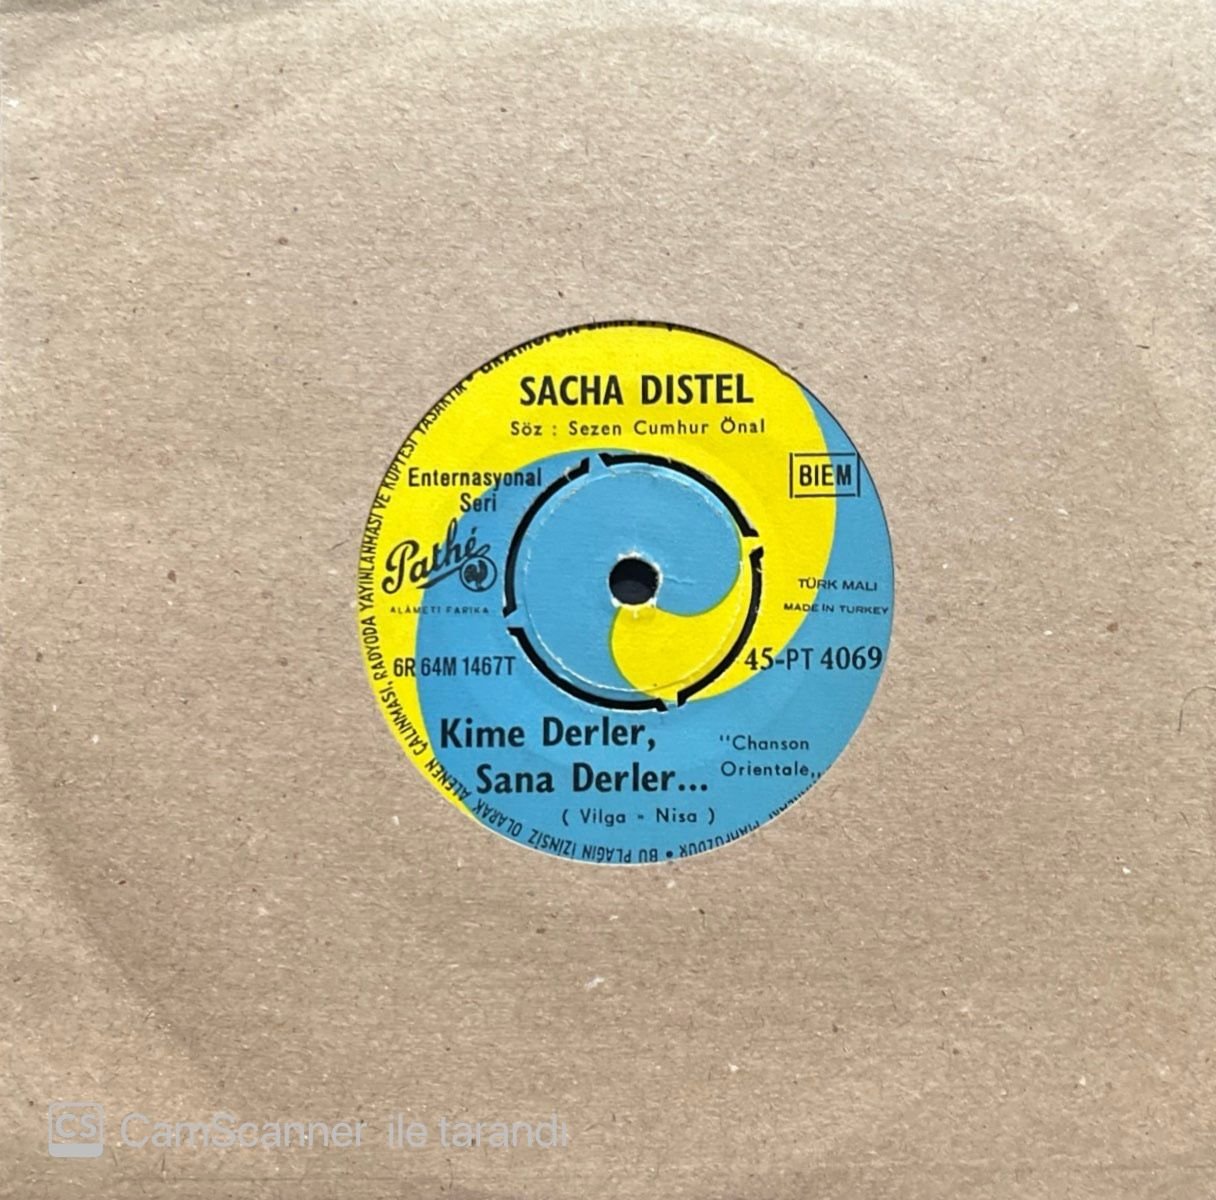 SACHA DISTEL
Söz : Sezen Cumhur Önal
Enternasyonal
Seri
BIEM
Pathé
ALÂMETİ FARİKA
TÜRK MALI
MADE IN TURKEY
6R 64M 1467T
45-PT 4069
Kime Derler,
Sana Derler...
"Chanson
Orientale,,
( Vilga - Nisa )
BU PLAĞIN İZİNSİZ OLARAK ALENEN ÇALINMASI, RADYODA YAYINLANMASI VE KOPYESİ YASAKTIR
CS CamScanner ile tarandı